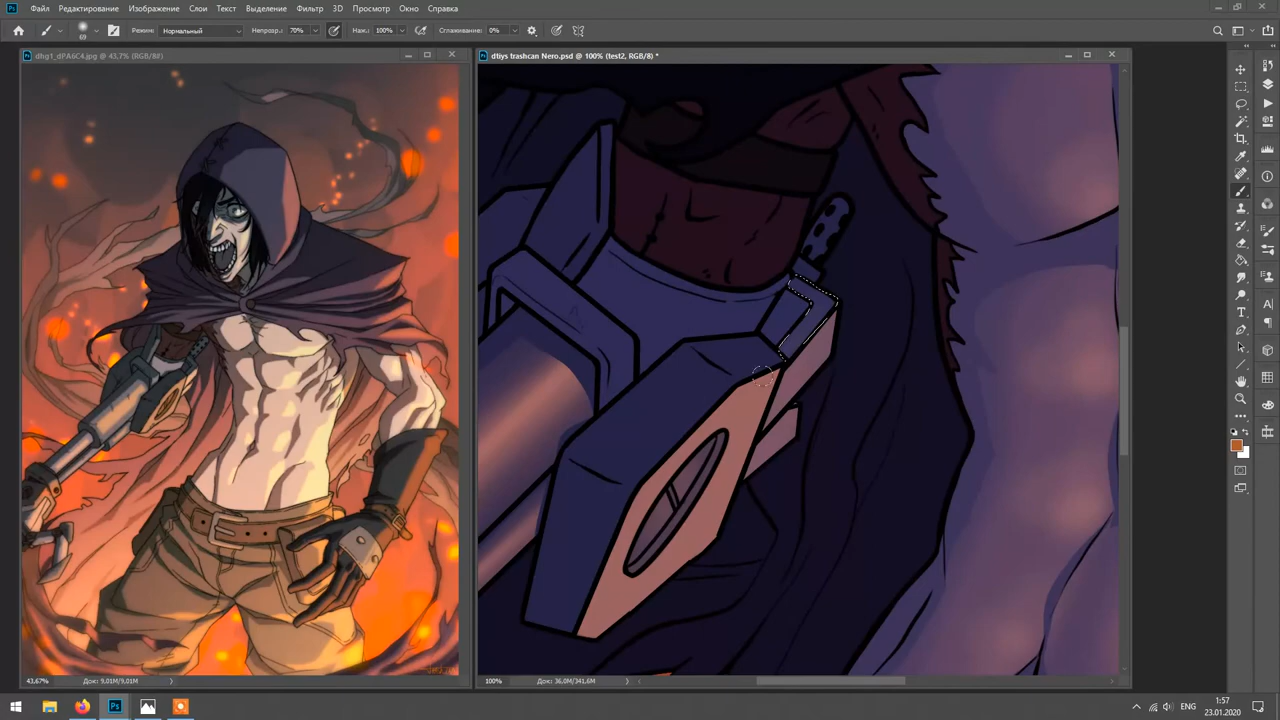 Файл Редактирование Изображение Слои Текст Выделение Фильтр 3D Просмотр Окно Справка
69 Режим: Нормальный Непрозр.: 70% Наж.: 100% Сглаживание: 0%
dhg1_dPA6C4.jpg @ 43,7% (RGB/8#)
dtiys trashcan Nero.psd @ 100% (test2, RGB/8) *
43,67% Док: 9,01M/9,01M
100% Док: 36,0M/341,6M
ENG
1:57
23.01.2020